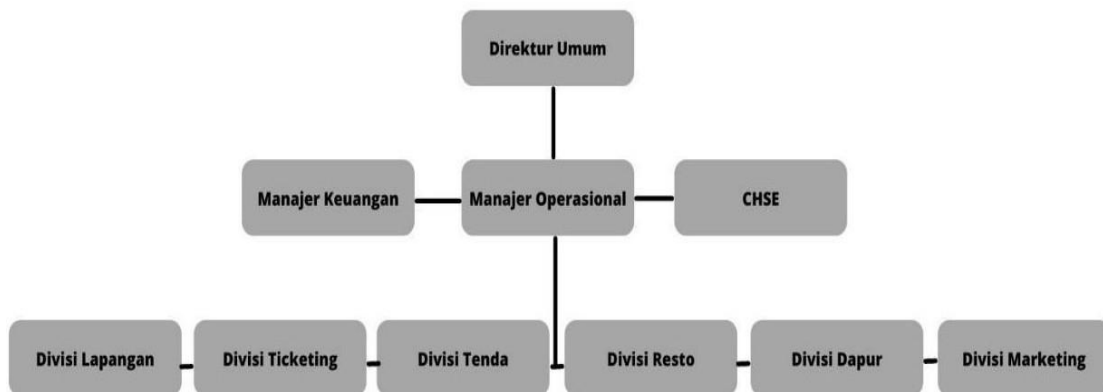 Direktur Umum
Manajer Keuangan
Manajer Operasional
CHSE
Divisi Lapangan
Divisi Ticketing
Divisi Tenda
Divisi Resto
Divisi Dapur
Divisi Marketing